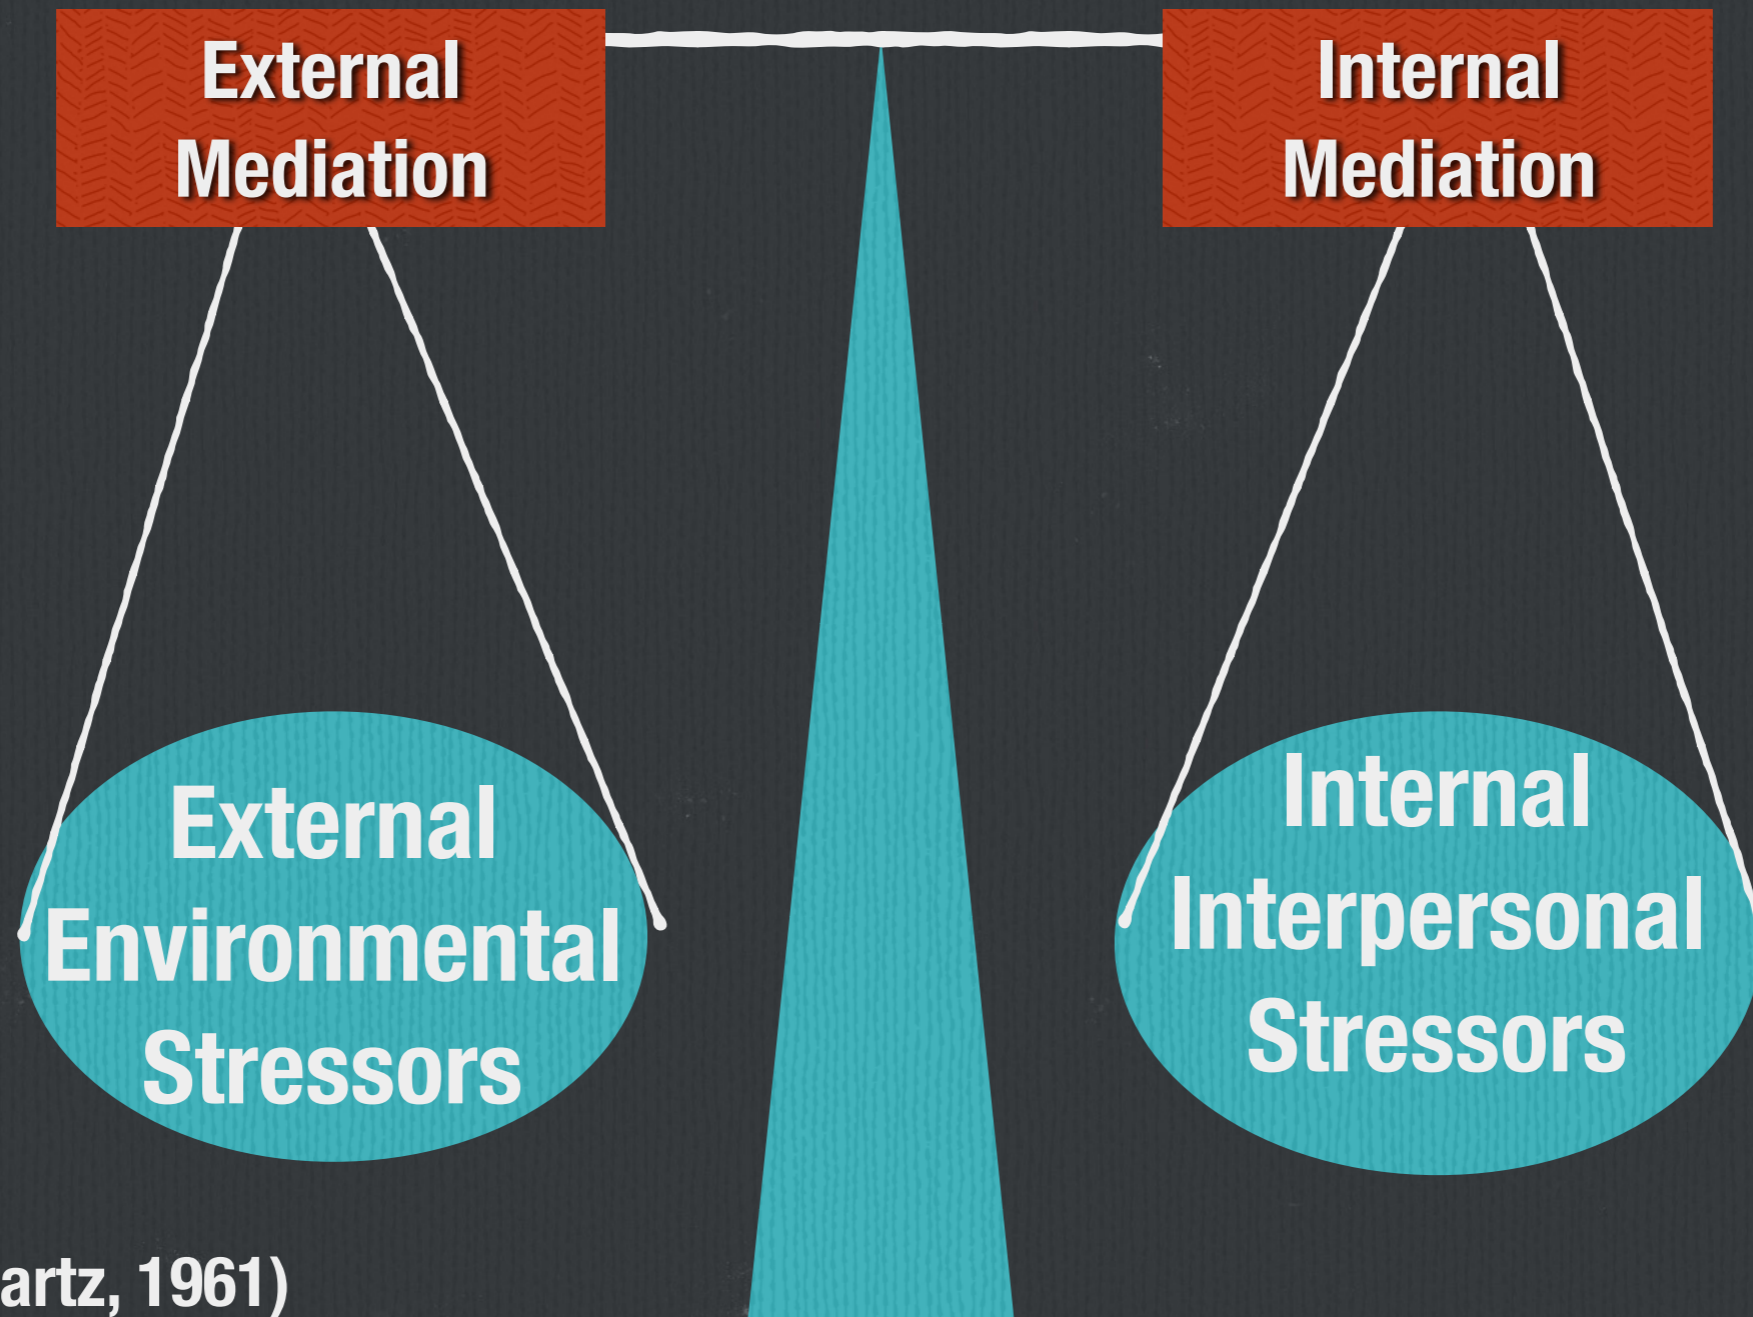 External
Mediation
Internal
Mediation
External
Environmental
Stressors
Internal
Interpersonal
Stressors
artz, 1961)